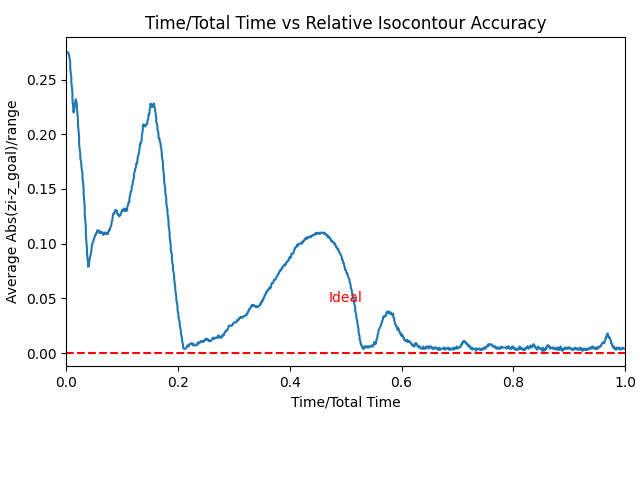 Time/Total Time vs Relative Isocontour Accuracy
Average Abs(zi-z_goal)/range
0.25
0.20
0.15
0.10
0.05
0.00
Ideal
0.0 0.2 0.4 0.6 0.8 1.0
Time/Total Time